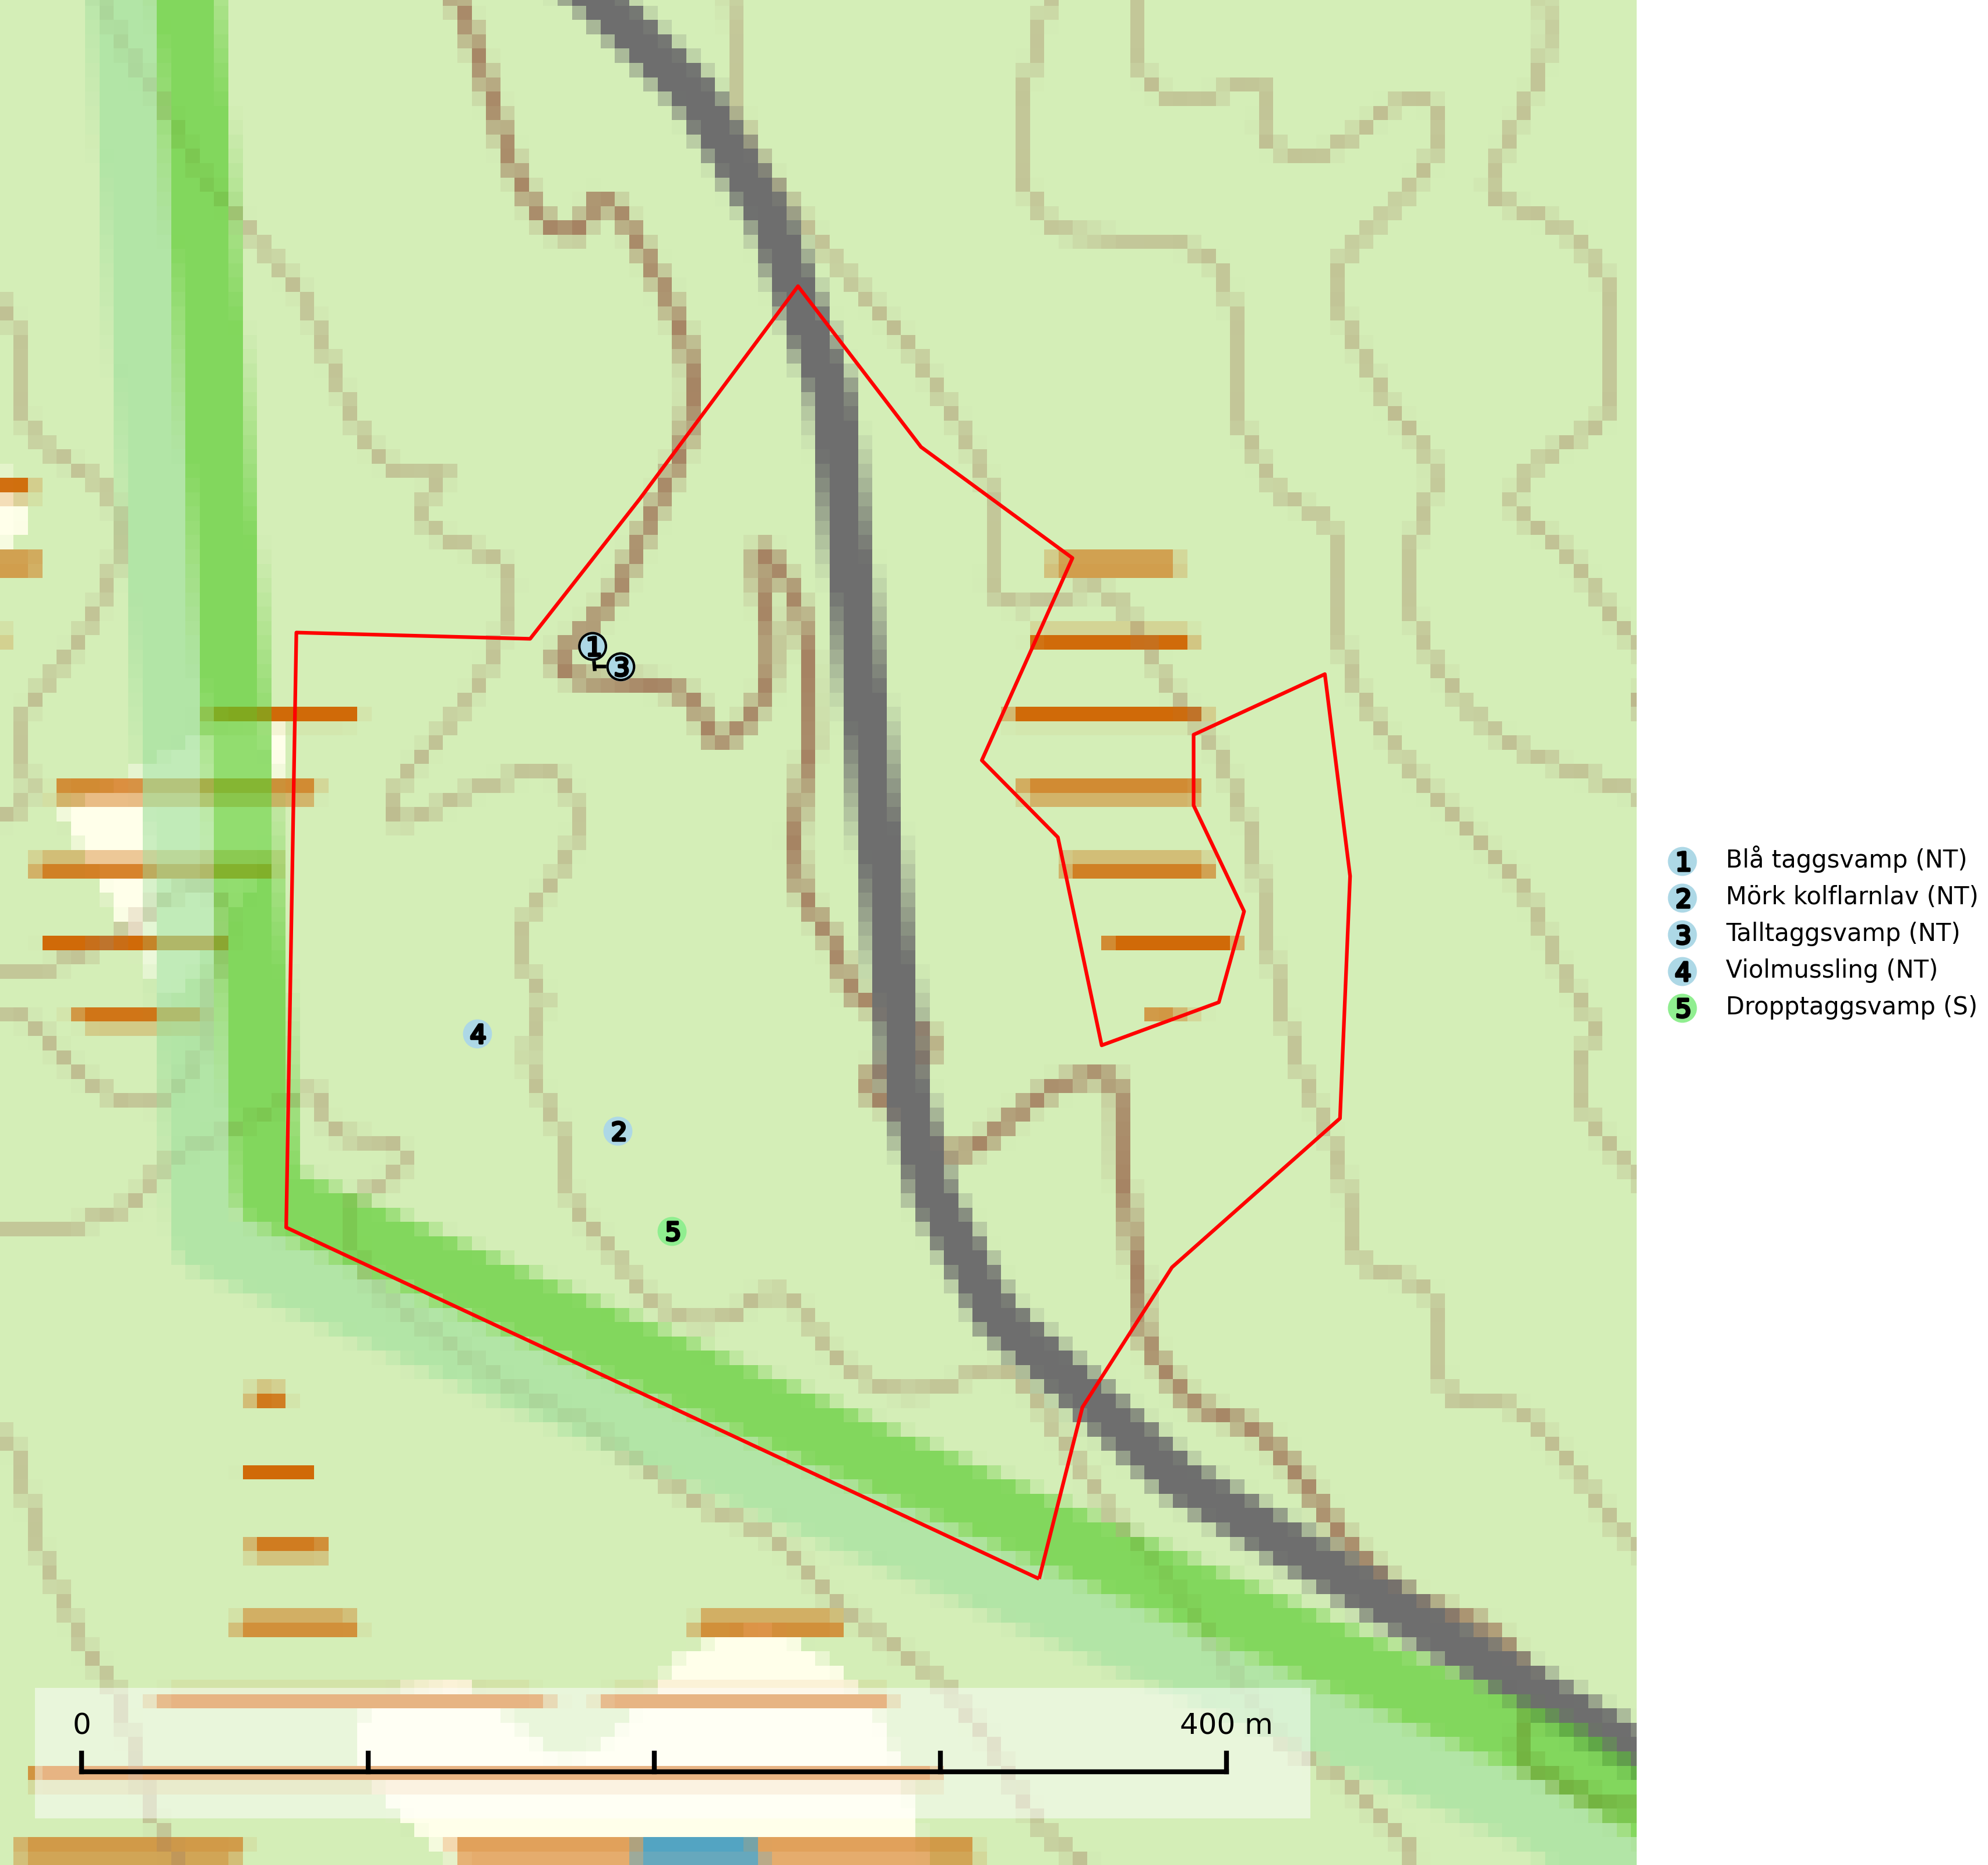 1
3
4
2
5
1 Blå taggsvamp (NT)
2 Mörk kolflarnlav (NT)
3 Talltaggsvamp (NT)
4 Violmussling (NT)
5 Dropptaggsvamp (S)
0 400 m